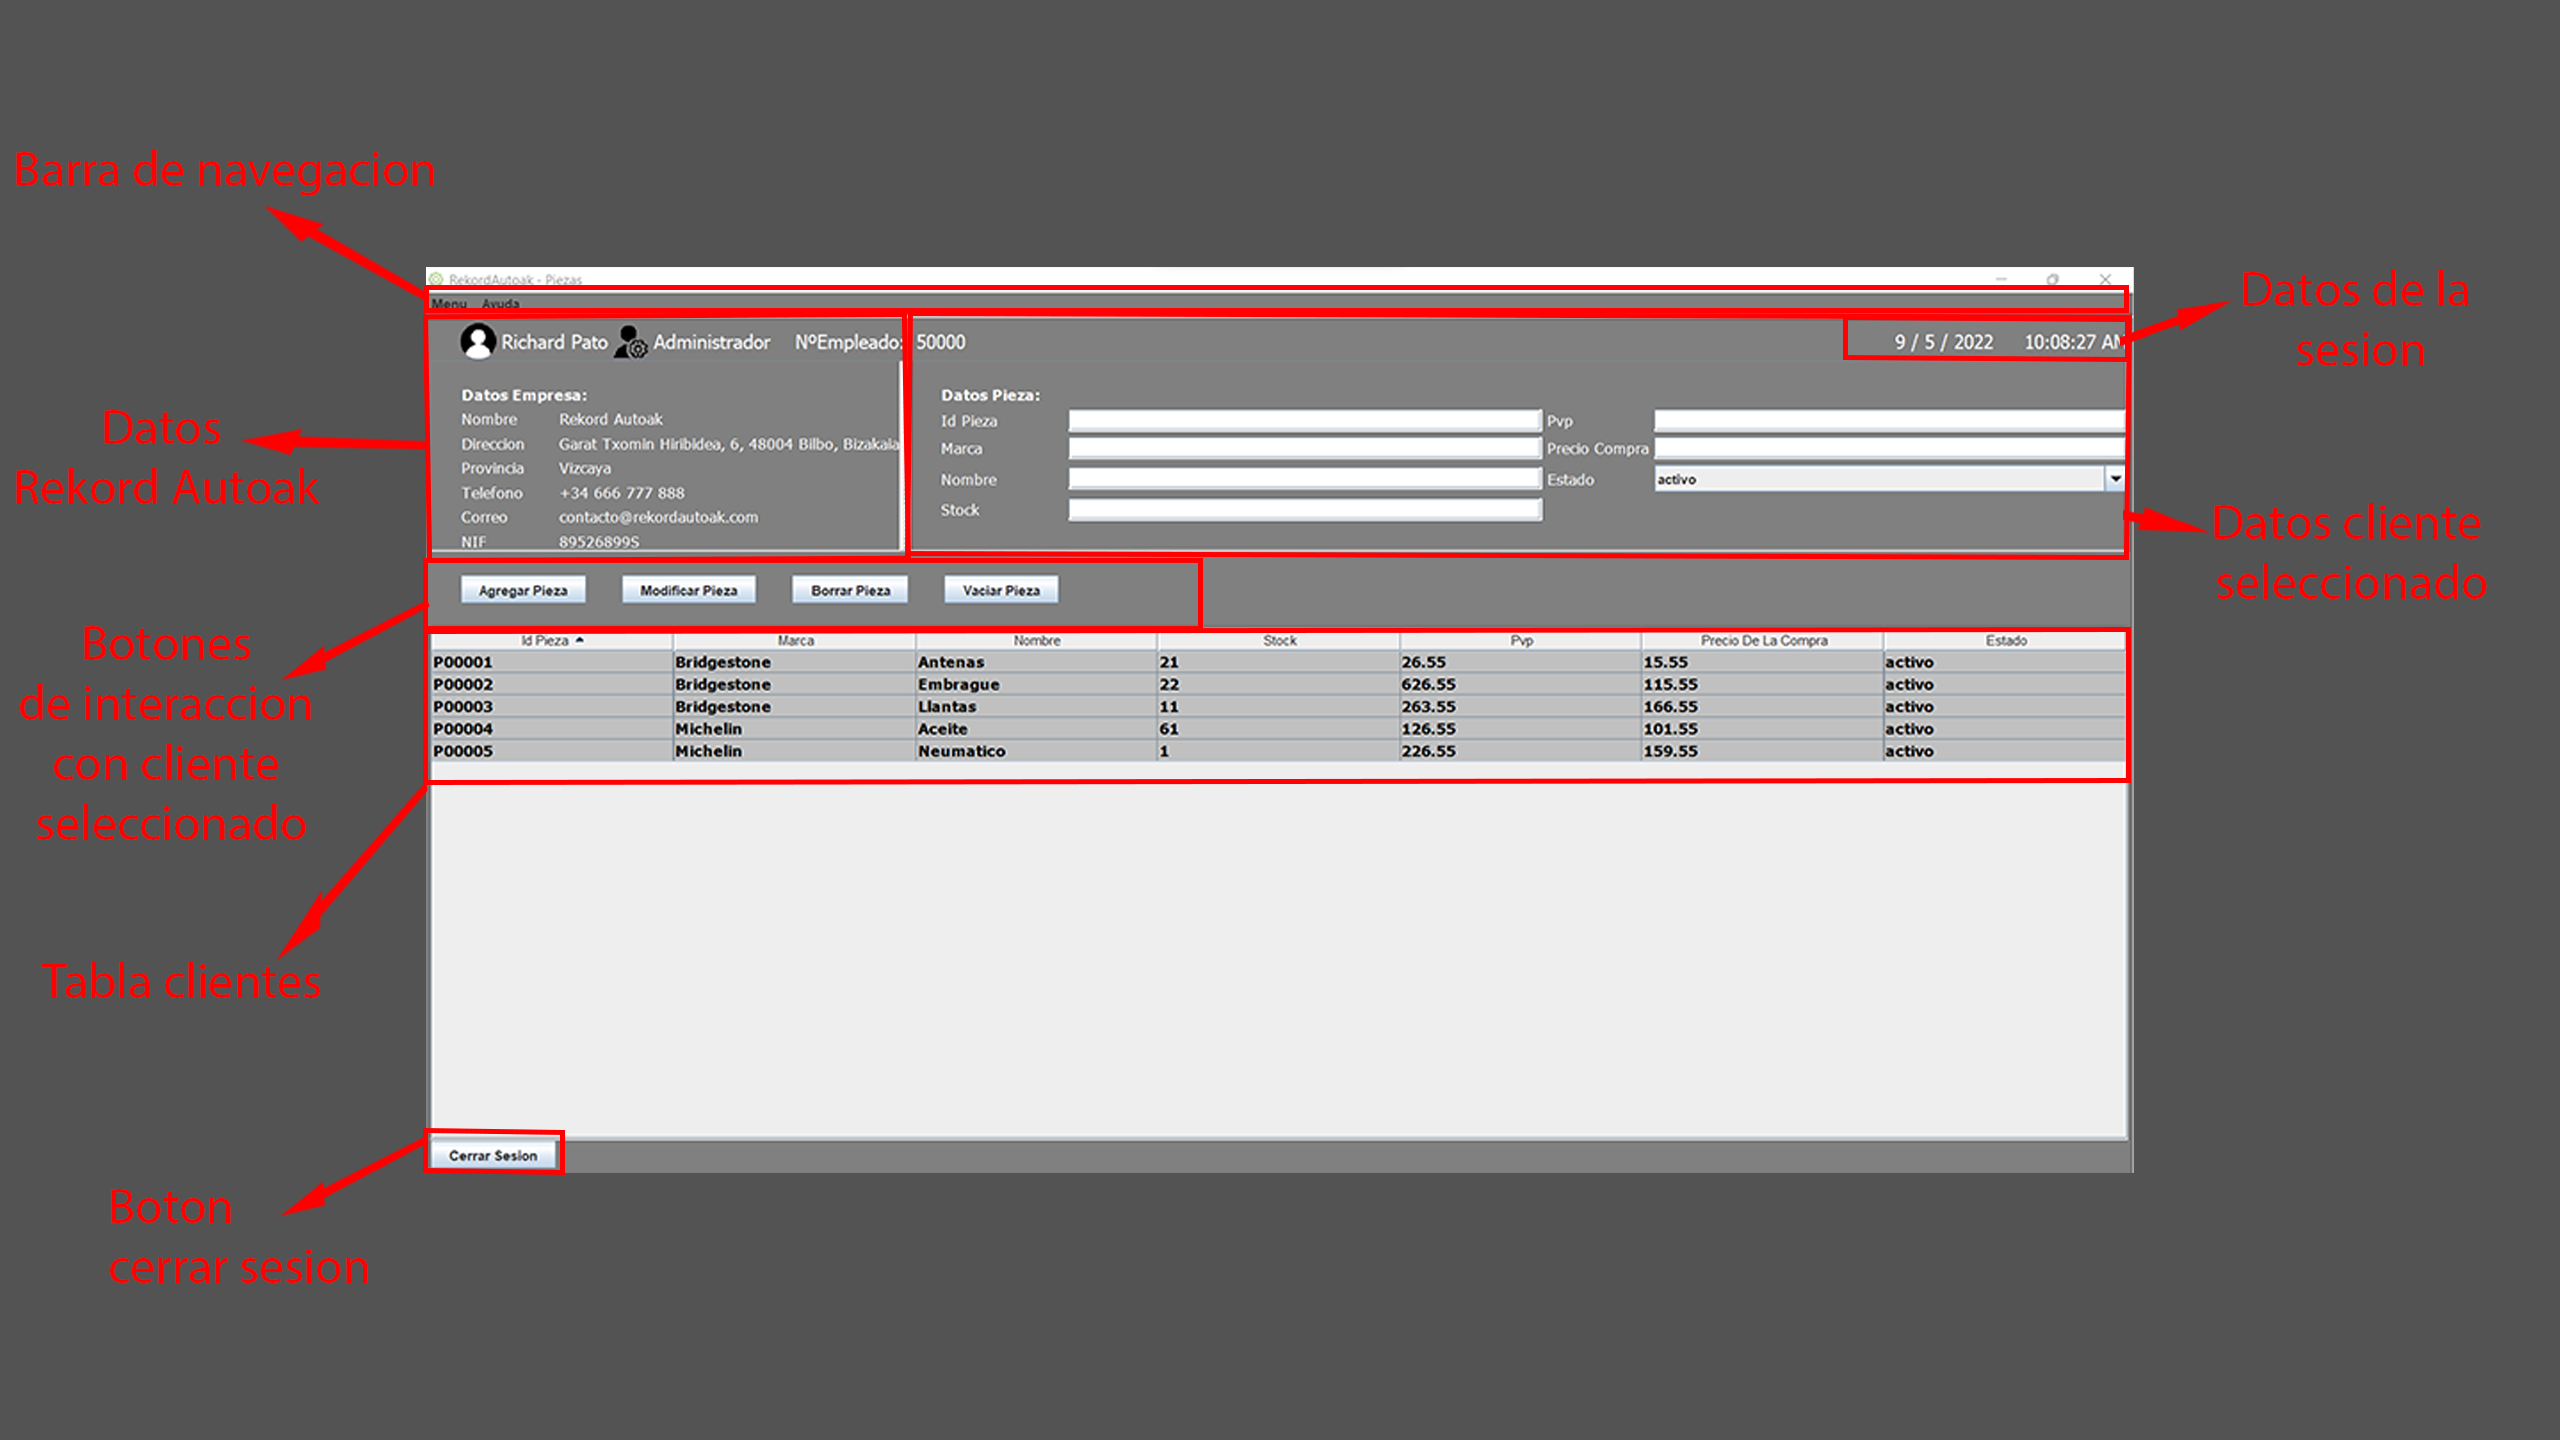 Barra de navegacion
RekordAutoak - Piezas
Menu Ayuda
Datos de la
sesion
Richard Pato Administrador NºEmpleado: 50000
9 / 5 / 2022 10:08:27 AM
Datos
Rekord Autoak
Datos Empresa:
Nombre Rekord Autoak
Direccion Garat Txomin Hiribidea, 6, 48004 Bilbo, Bizakaia
Provincia Vizcaya
Telefono +34 666 777 888
Correo contacto@rekordautoak.com
NIF 89526899S
Datos Pieza:
Id Pieza Pvp
Marca Precio Compra
Nombre Estado activo
Stock
Datos cliente
seleccionado
Agregar Pieza Modificar Pieza Borrar Pieza Vaciar Pieza
Botones
de interaccion
con cliente
seleccionado
Id Pieza Marca Nombre Stock Pvp Precio De La Compra Estado
P00001 Bridgestone Antenas 21 26.55 15.55 activo
P00002 Bridgestone Embrague 22 626.55 115.55 activo
P00003 Bridgestone Llantas 11 263.55 166.55 activo
P00004 Michelin Aceite 61 126.55 101.55 activo
P00005 Michelin Neumatico 1 226.55 159.55 activo
Tabla clientes
Cerrar Sesion
Boton
cerrar sesion